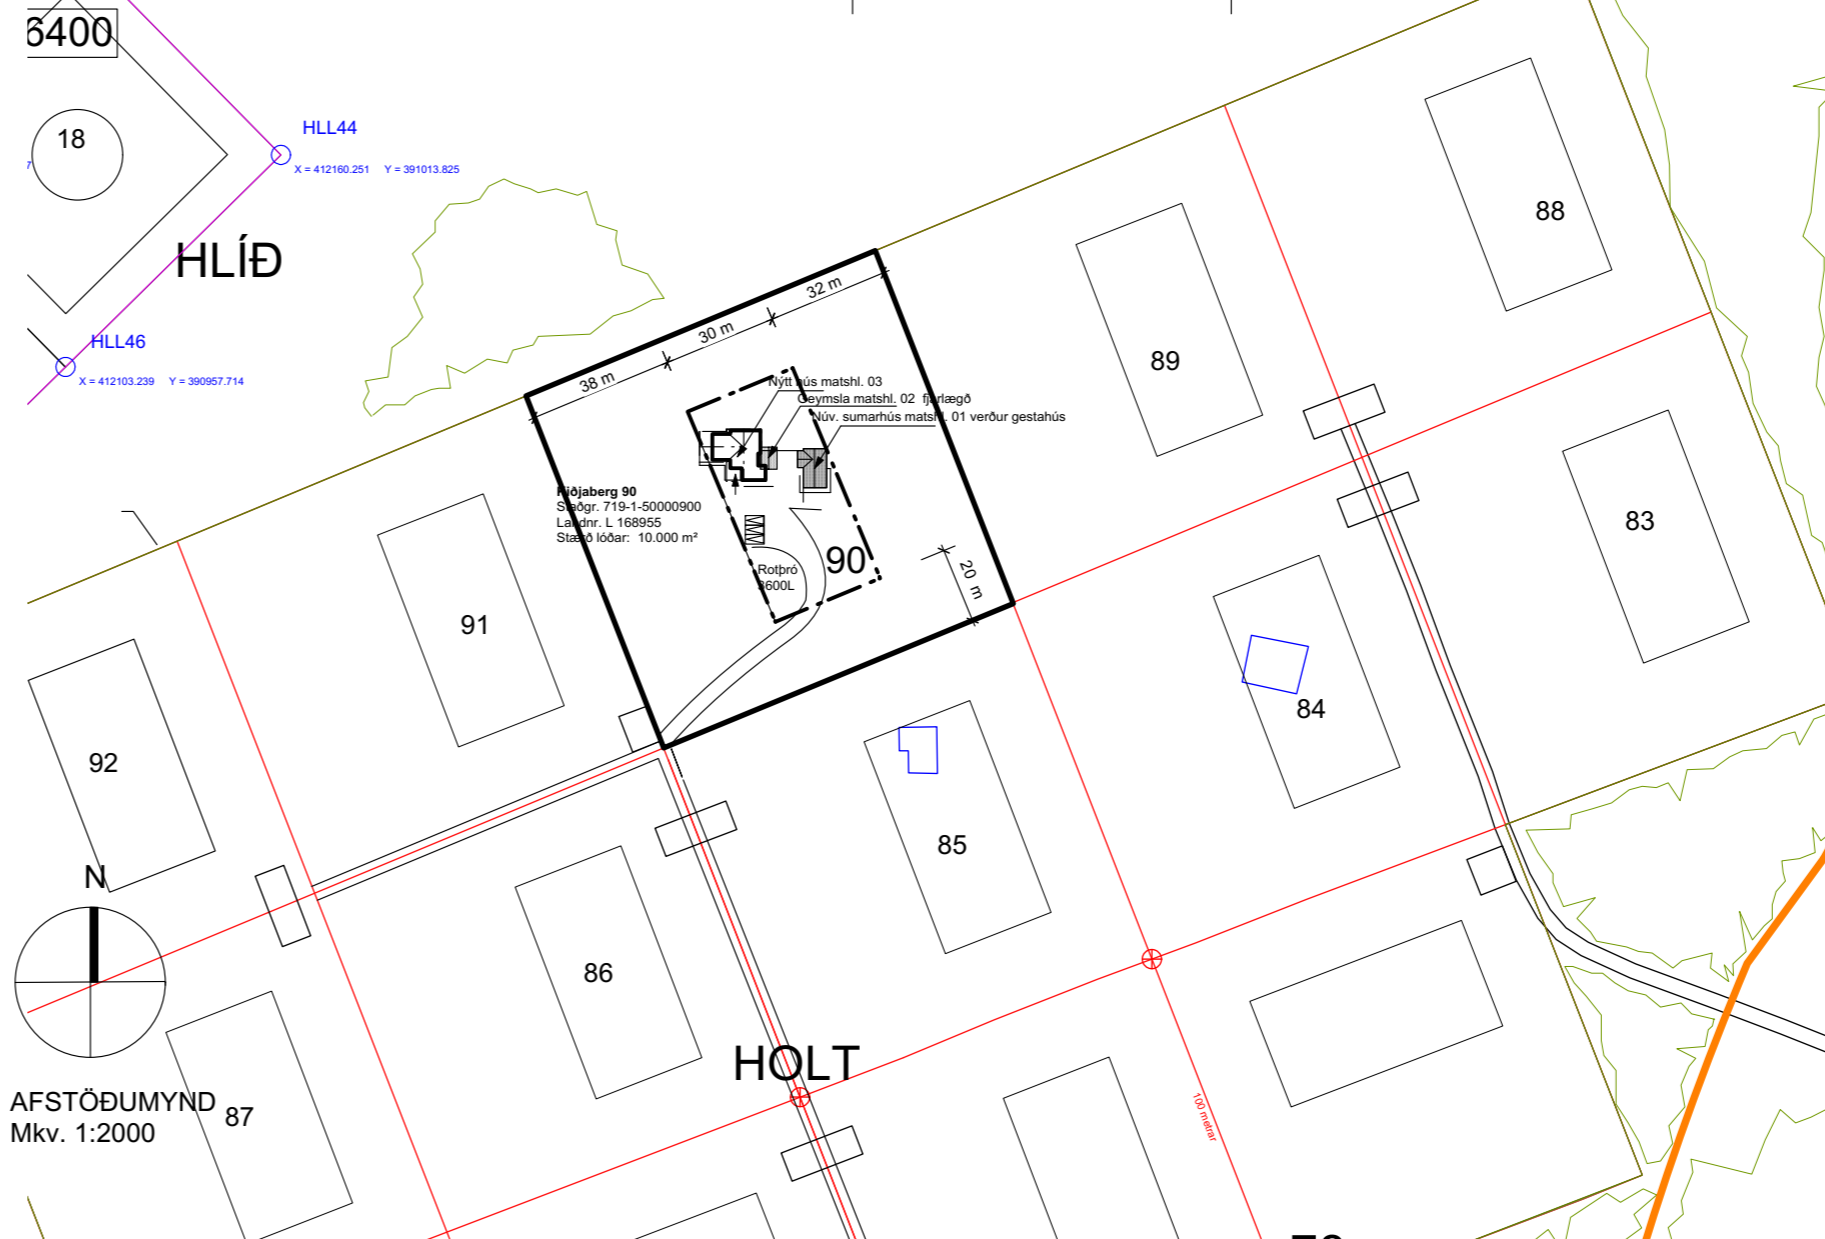 6400
18
HLL44
X = 412160.251 Y = 391013.825
HLÍÐ
HLL46
X = 412103.239 Y = 390957.714
88
89
32 m
30 m
38 m
Nýtt hús matshl. 03
Geymsla matshl. 02 fjarlægð
Núv. sumarhús matshl. 01 verður gestahús
Kiðjaberg 90
Staðgr. 719-1-50000900
Landnr. L 168955
Stærð lóðar: 10.000 m²
Rotþró
3600L
90
20 m
83
91
92
84
85
86
N
HOLT
100 metrar
AFSTÖÐUMYND
Mkv. 1:2000
87